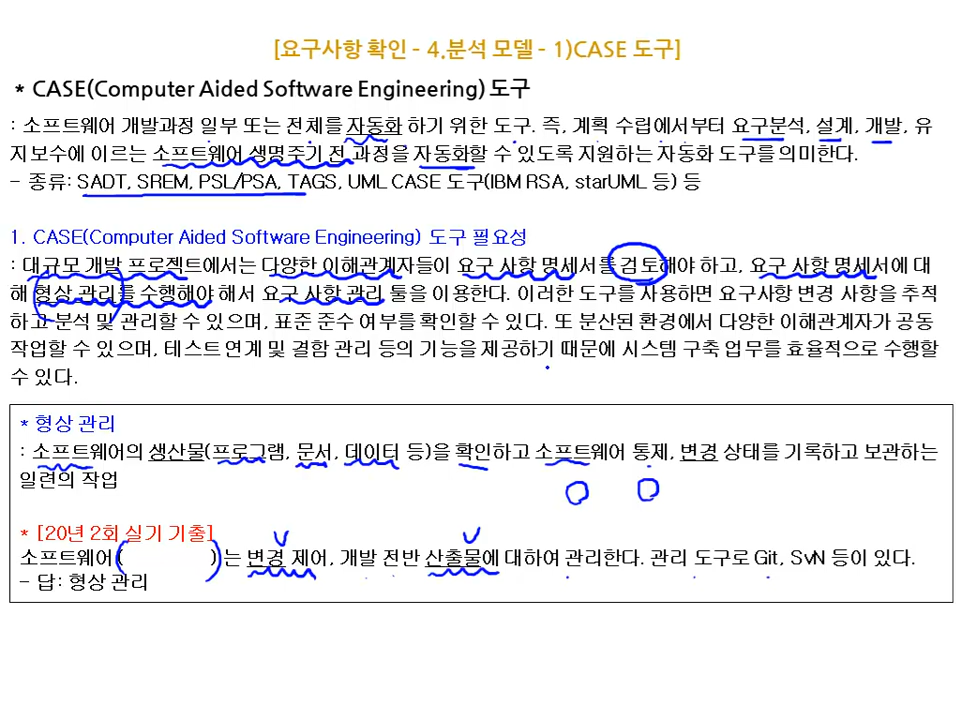 [요구사항 확인 - 4.분석 모델 - 1)CASE 도구]
* CASE(Computer Aided Software Engineering) 도구
: 소프트웨어 개발과정 일부 또는 전체를 자동화 하기 위한 도구. 즉, 계획 수립에서부터 요구분석, 설계, 개발, 유
지보수에 이르는 소프트웨어 생명주기 전 과정을 자동화할 수 있도록 지원하는 자동화 도구를 의미한다.
- 종류: SADT, SREM, PSL/PSA, TAGS, UML CASE 도구(IBM RSA, starUML 등) 등
1. CASE(Computer Aided Software Engineering) 도구 필요성
: 대규모 개발 프로젝트에서는 다양한 이해관계자들이 요구 사항 명세서를 검토해야 하고, 요구 사항 명세서에 대
해 형상 관리를 수행해야 해서 요구 사항 관리 툴을 이용한다. 이러한 도구를 사용하면 요구사항 변경 사항을 추적
하고 분석 및 관리할 수 있으며, 표준 준수 여부를 확인할 수 있다. 또 분산된 환경에서 다양한 이해관계자가 공동
작업할 수 있으며, 테스트 연계 및 결함 관리 등의 기능을 제공하기 때문에 시스템 구축 업무를 효율적으로 수행할
수 있다.
* 형상 관리
: 소프트웨어의 생산물(프로그램, 문서, 데이터 등)을 확인하고 소프트웨어 통제, 변경 상태를 기록하고 보관하는
일련의 작업
* [20년 2회 실기 기출]
소프트웨어 (          )는 변경 제어, 개발 전반 산출물에 대하여 관리한다. 관리 도구로 Git, SVN 등이 있다.
- 답: 형상 관리